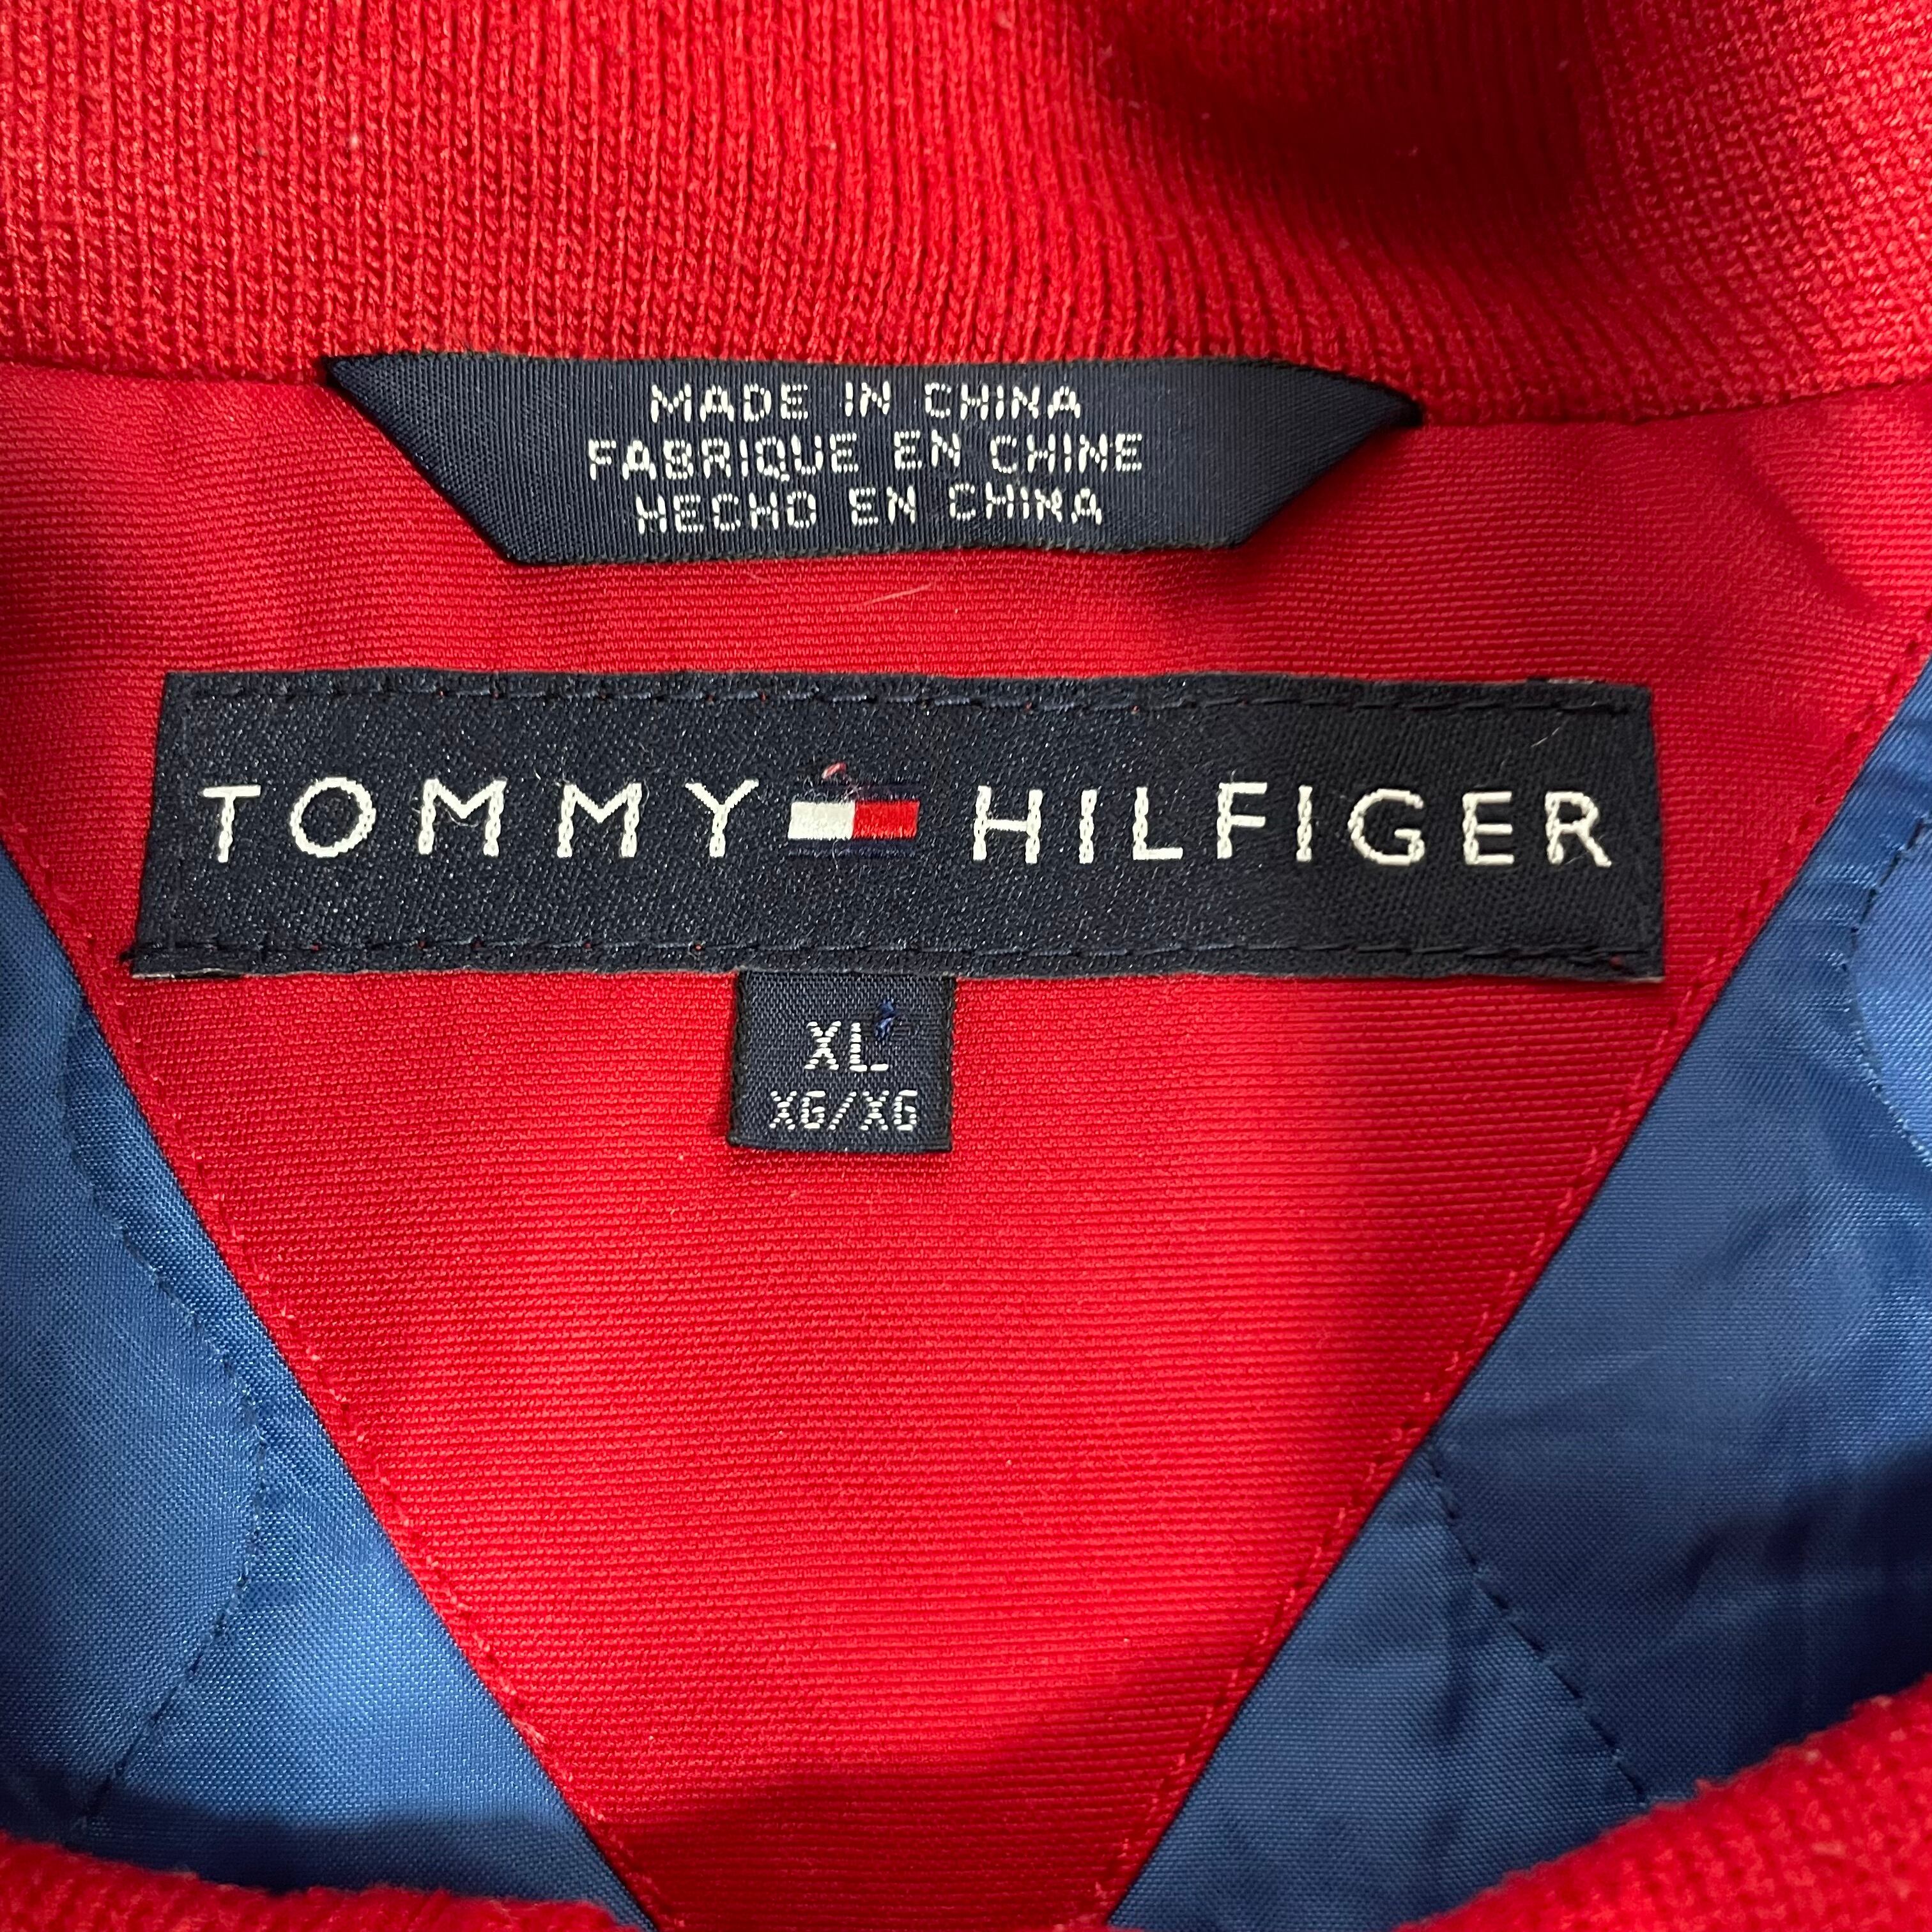 MADE IN CHINA
FABRIQUE EN CHINE
HECHO EN CHINA
TOMMY HILFIGER
XL
XG/XG